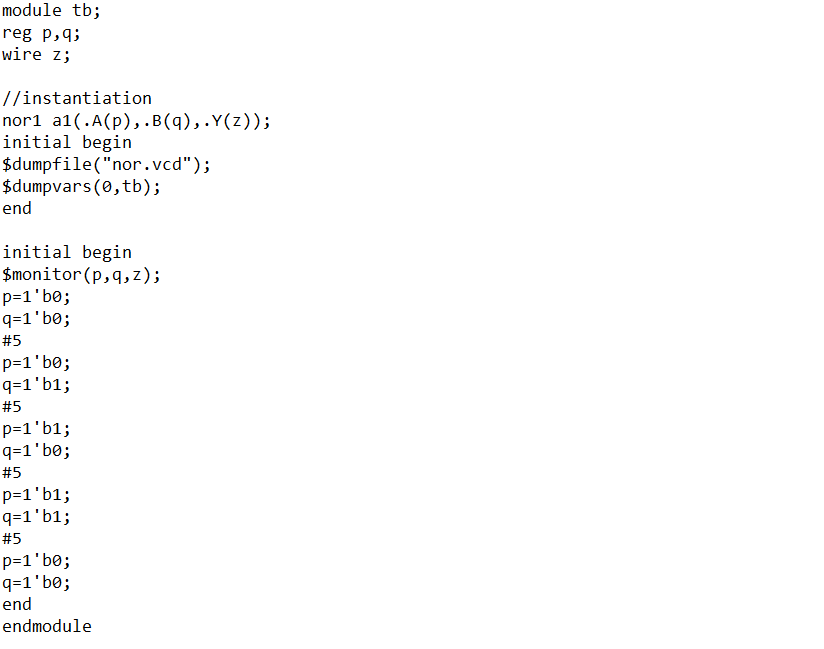 module tb;
reg p,q;
wire z;
//instantiation
nor1 a1(.A(p),.B(q),.Y(z));
initial begin
$dumpfile("nor.vcd");
$dumpvars(0,tb);
end
initial begin
$monitor(p,q,z);
p=1'b0;
q=1'b0;
#5
p=1'b0;
q=1'b1;
#5
p=1'b1;
q=1'b0;
#5
p=1'b1;
q=1'b1;
#5
p=1'b0;
q=1'b0;
end
endmodule